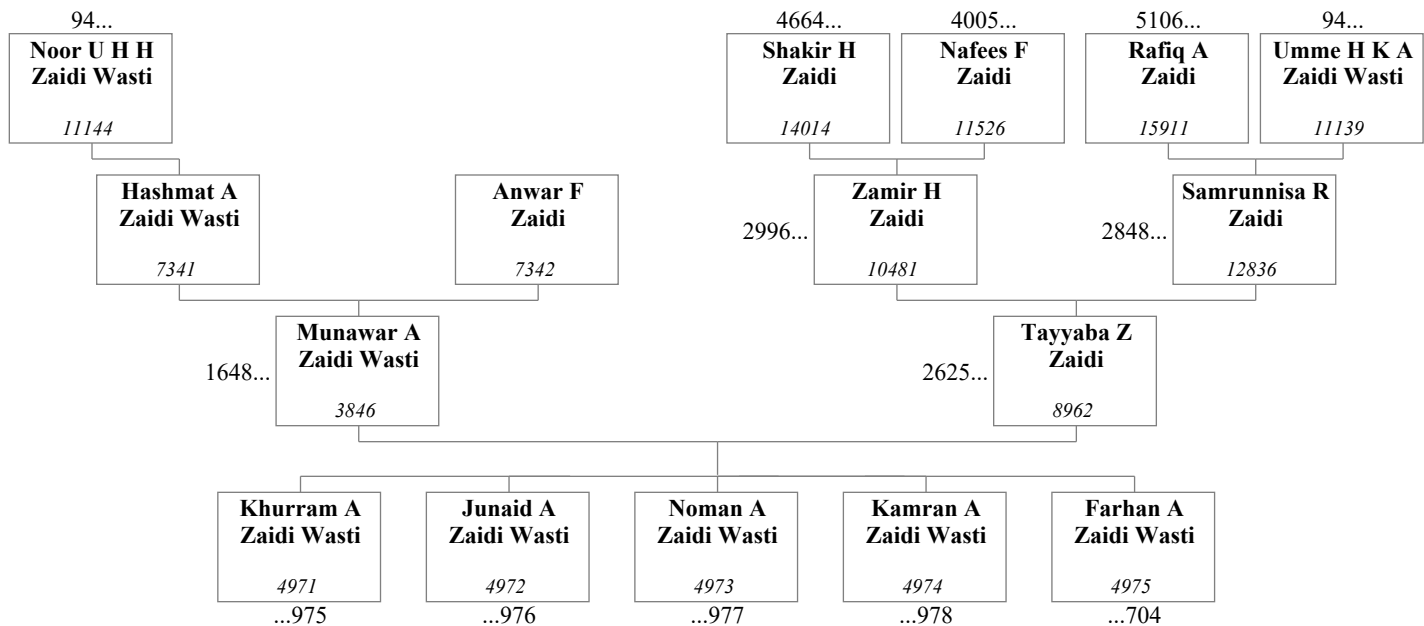 94...
4664...
4005...
5106...
94...
Noor U H H
Zaidi Wasti
11144
Shakir H
Zaidi
14014
Nafees F
Zaidi
11526
Rafiq A
Zaidi
15911
Umme H K A
Zaidi Wasti
11139
Hashmat A
Zaidi Wasti
7341
Anwar F
Zaidi
7342
2996...
Zamir H
Zaidi
10481
2848...
Samrunnisa R
Zaidi
12836
1648...
Munawar A
Zaidi Wasti
3846
2625...
Tayyaba Z
Zaidi
8962
Khurram A
Zaidi Wasti
4971
...975
Junaid A
Zaidi Wasti
4972
...976
Noman A
Zaidi Wasti
4973
...977
Kamran A
Zaidi Wasti
4974
...978
Farhan A
Zaidi Wasti
4975
...704